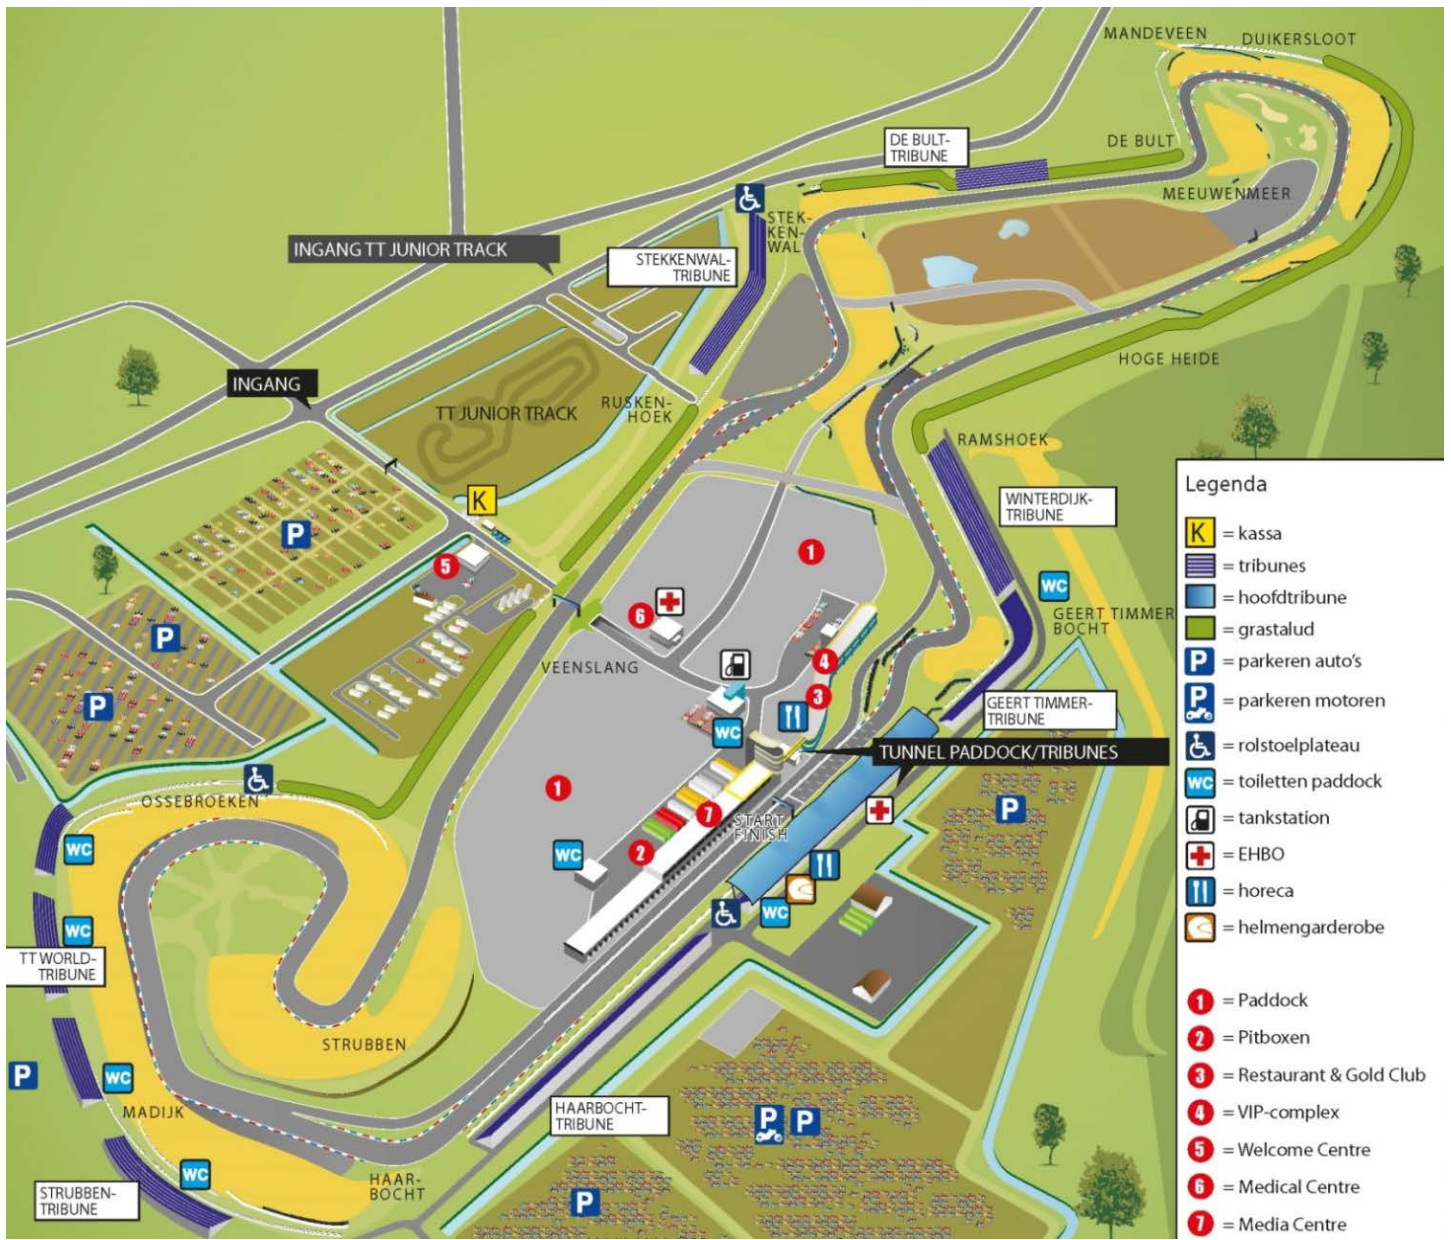 MANDEVEEN
DUIKERSLOOT
DE BULT-
TRIBUNE
DE BULT
MEEUWENMEER
STEK-
KEN-
WAL
INGANG TT JUNIOR TRACK
STEKKENWAL-
TRIBUNE
HOGE HEIDE
INGANG
TT JUNIOR TRACK
RUSKEN-
HOEK
RAMSHOEK
K
WINTERDIJK-
TRIBUNE
P
1
5
WC
6
GEERT TIMMER
BOCHT
P
VEENSLANG
4
3
P
GEERT TIMMER-
TRIBUNE
WC
TUNNEL PADDOCK/TRIBUNES
OSSEBROEKEN
1
7
P
START
FINISH
WC
2
WC
WC
WC
TT WORLD-
TRIBUNE
STRUBBEN
P
WC
MADIJK
HAARBOCHT-
TRIBUNE
P
P
WC
HAAR-
BOCHT
STRUBBEN-
TRIBUNE
P
Legenda
K = kassa
= tribunes
= hoofdtribune
= grastalud
P = parkeren auto's
P = parkeren motoren
= rolstoelplateau
WC = toiletten paddock
= tankstation
= EHBO
= horeca
= helmengarderobe
1 = Paddock
2 = Pitboxen
3 = Restaurant & Gold Club
4 = VIP-complex
5 = Welcome Centre
6 = Medical Centre
7 = Media Centre